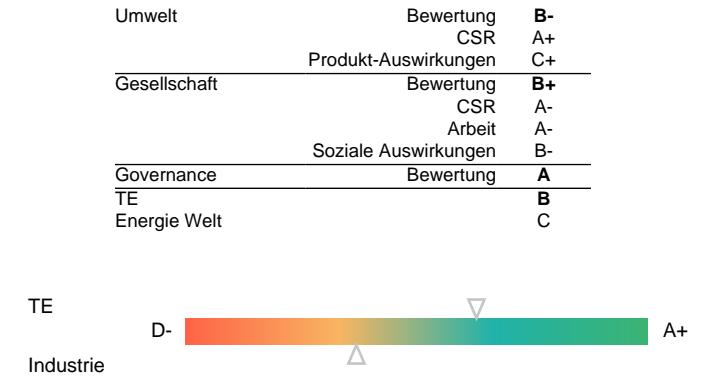 Umwelt Bewertung B-
CSR A+
Produkt-Auswirkungen C+
Gesellschaft Bewertung B+
CSR A-
Arbeit A-
Soziale Auswirkungen B-
Governance Bewertung A
TE B
Energie Welt C
TE
D- A+
Industrie